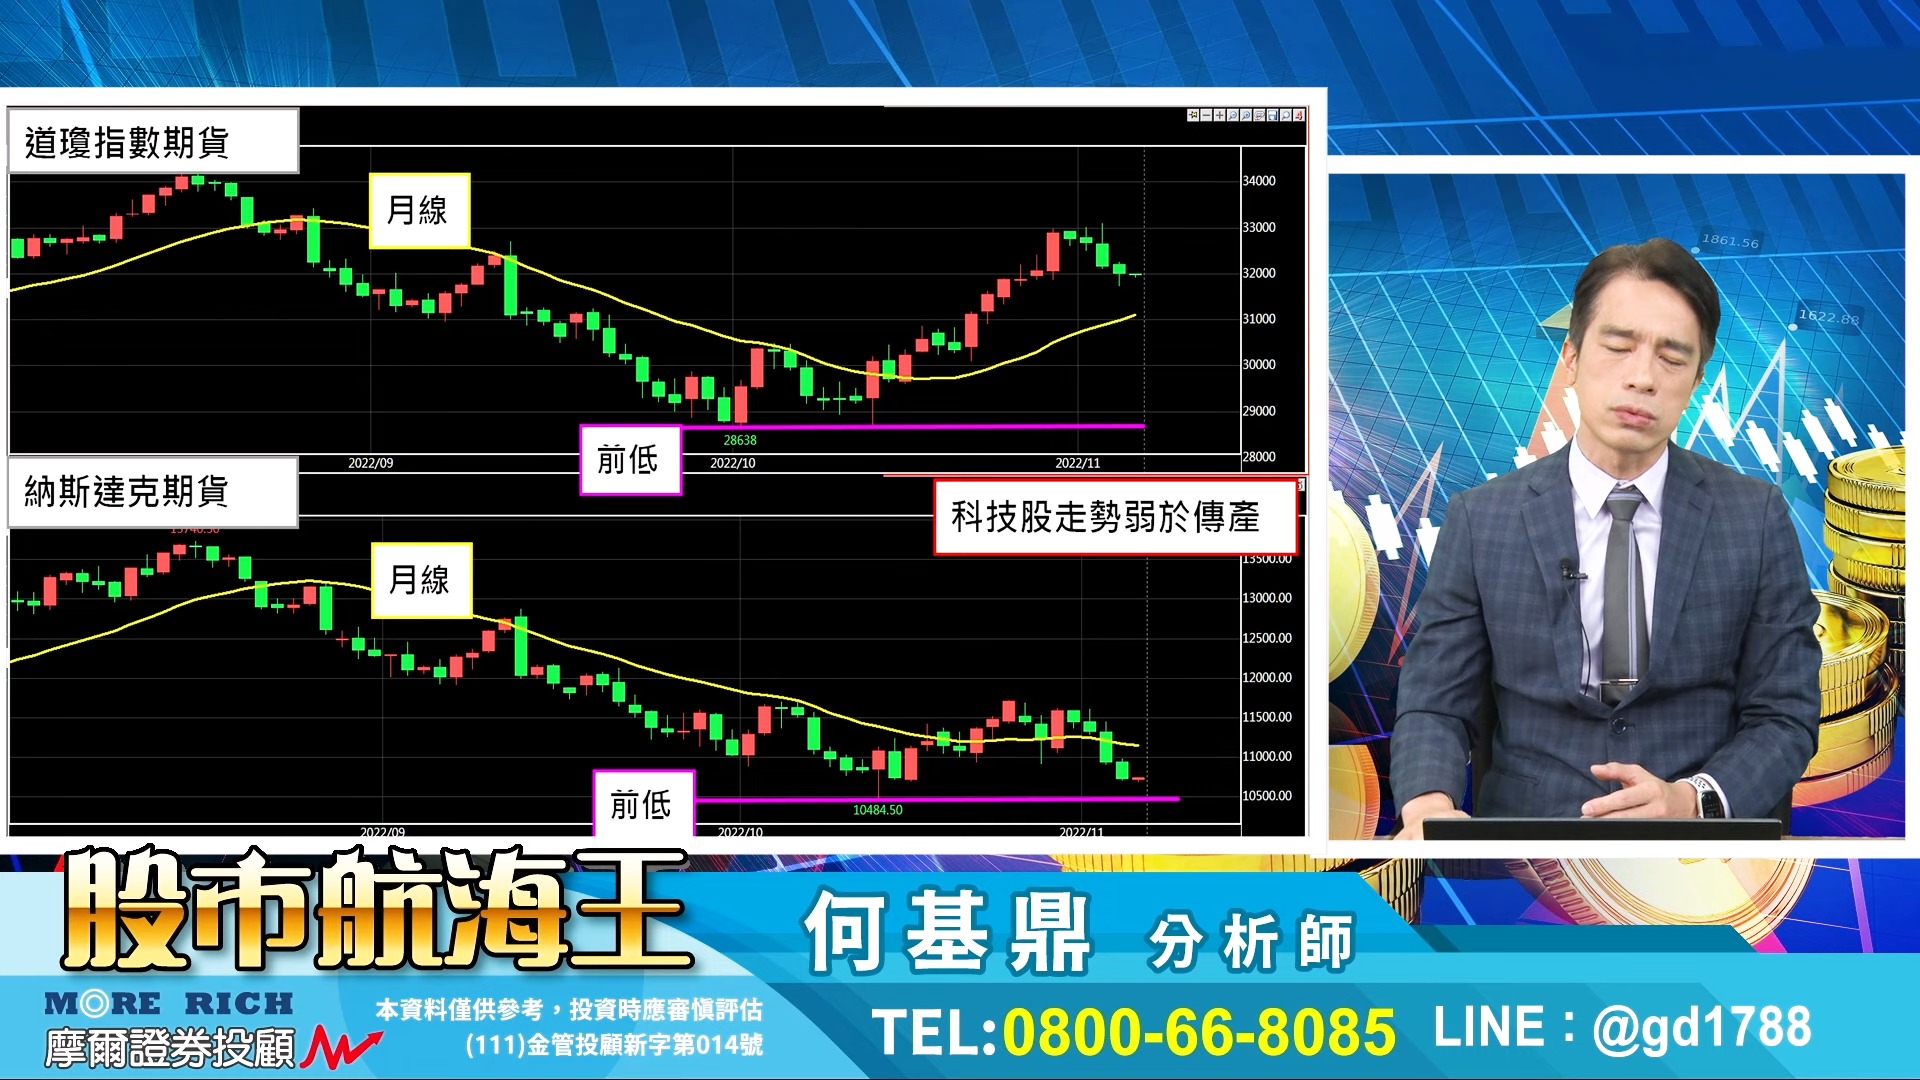 道瓊指數期貨
月線
34000
33000
32000
31000
30000
29000
28000
28638
前低
2022/09
2022/10
2022/11
納斯達克期貨
科技股走勢弱於傳產
月線
13500.00
13000.00
12500.00
12000.00
11500.00
11000.00
10500.00
10484.50
前低
2022/09
2022/10
2022/11
1861.56
1622.88
股市航海王
何基鼎 分析師
MORE RICH
摩爾證券投顧
本資料僅供參考，投資時應審慎評估
(111)金管投顧新字第014號
TEL:0800-66-8085
LINE：@gd1788